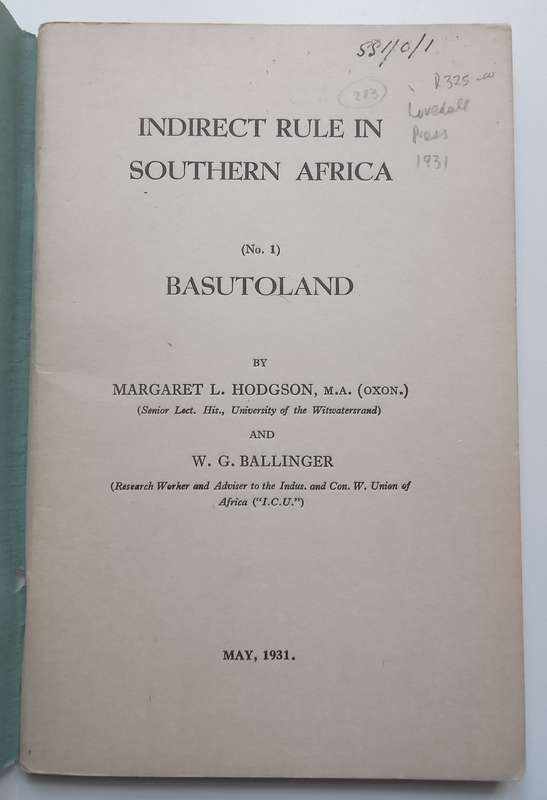 551/0/1
283
R325-00
Lovedale
Press
1931
INDIRECT RULE IN
SOUTHERN AFRICA
(No. 1)
BASUTOLAND
BY
MARGARET L. HODGSON, M.A. (OXON.)
(Senior Lect. His., University of the Witwatersrand)
AND
W. G. BALLINGER
(Research Worker and Adviser to the Indus. and Con. W. Union of
Africa ("I.C.U.")
MAY, 1931.